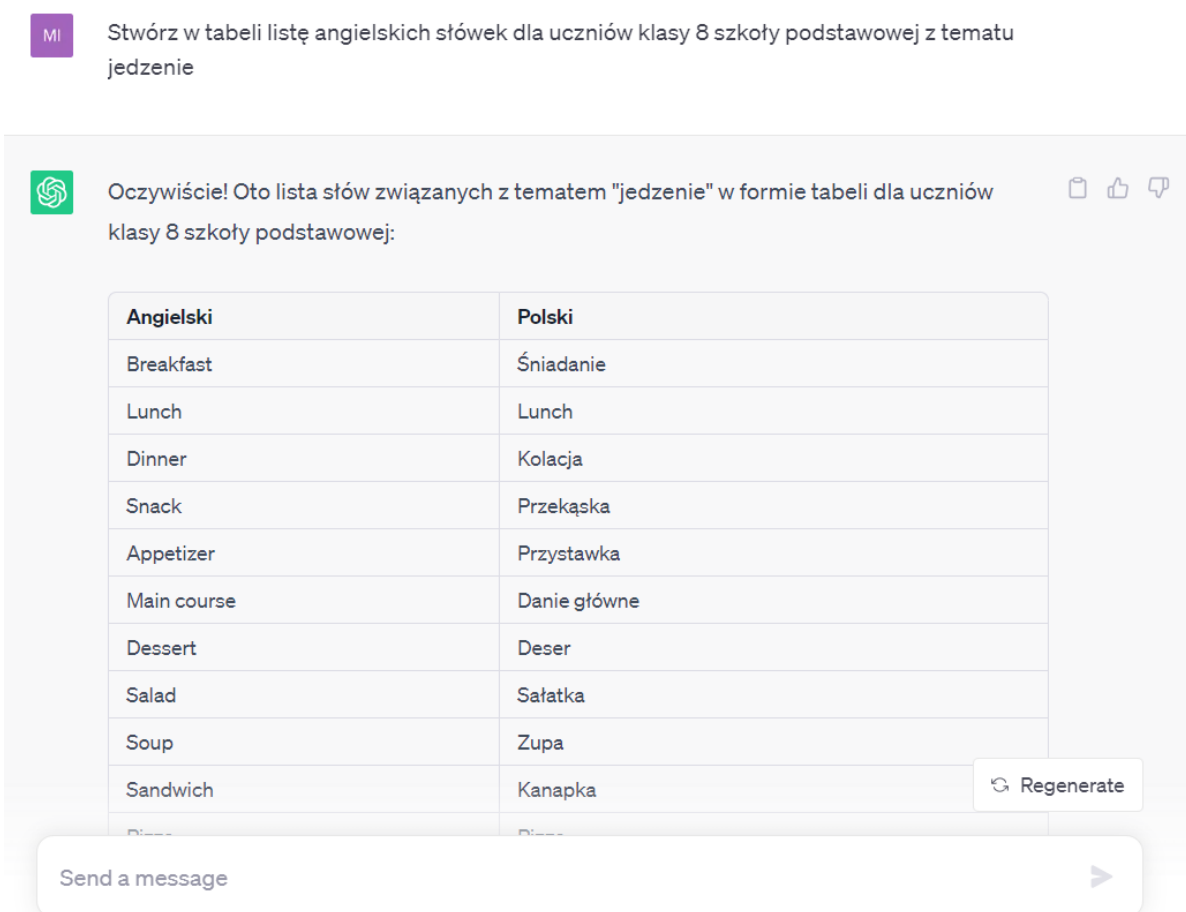 MI
Stwórz w tabeli listę angielskich słówek dla uczniów klasy 8 szkoły podstawowej z tematu
jedzenie
Oczywiście! Oto lista słów związanych z tematem "jedzenie" w formie tabeli dla uczniów
klasy 8 szkoły podstawowej:
Angielski Polski
Breakfast Śniadanie
Lunch Lunch
Dinner Kolacja
Snack Przekąska
Appetizer Przystawka
Main course Danie główne
Dessert Deser
Salad Sałatka
Soup Zupa
Sandwich Kanapka
Regenerate
Send a message